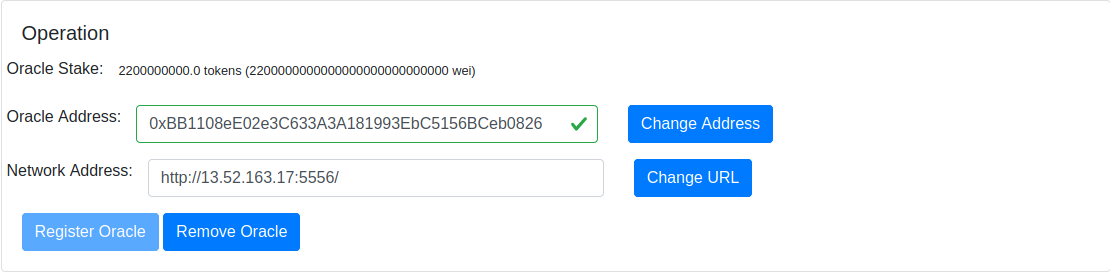 Operation
Oracle Stake: 2200000000.0 tokens (2200000000000000000000000000 wei)
Oracle Address: 0xBB1108eE02e3C633A3A181993EbC5156BCeb0826 Change Address
Network Address: http://13.52.163.17:5556/ Change URL
Register Oracle Remove Oracle